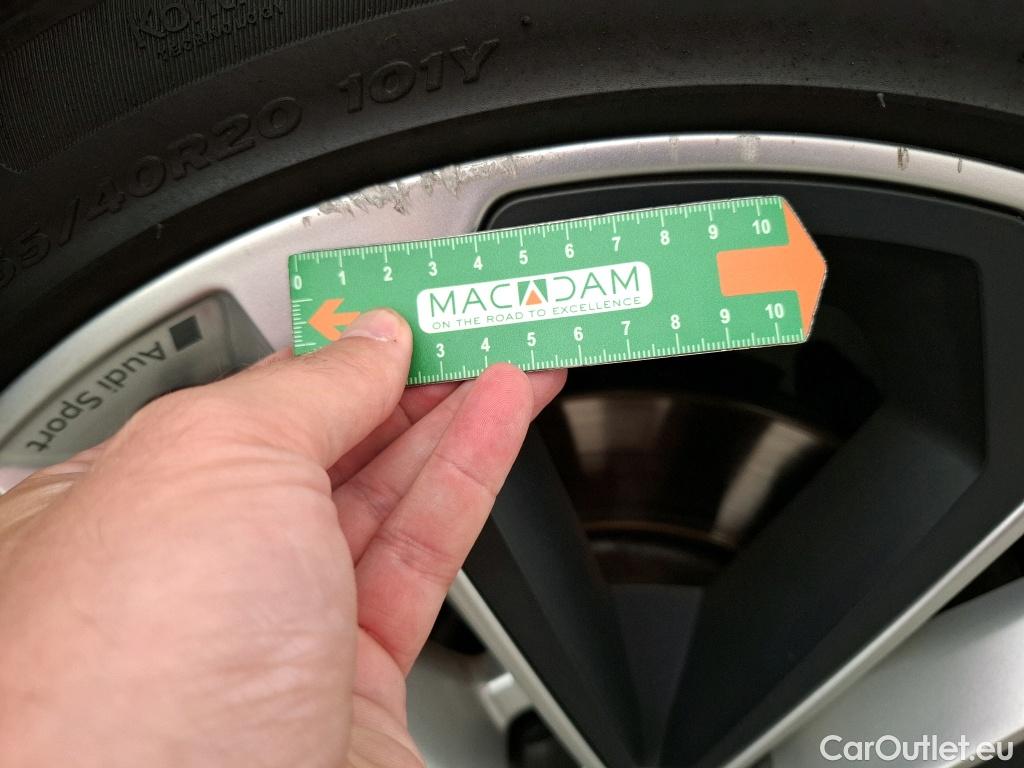 TECHNOLOGY
/40R20 101Y
0 1 2 3 4 5 6 7 8 9 10
MACADAM
ON THE ROAD TO EXCELLENCE
3 4 5 6 7 8 9 10
Audi Sport
CarOutlet.eu